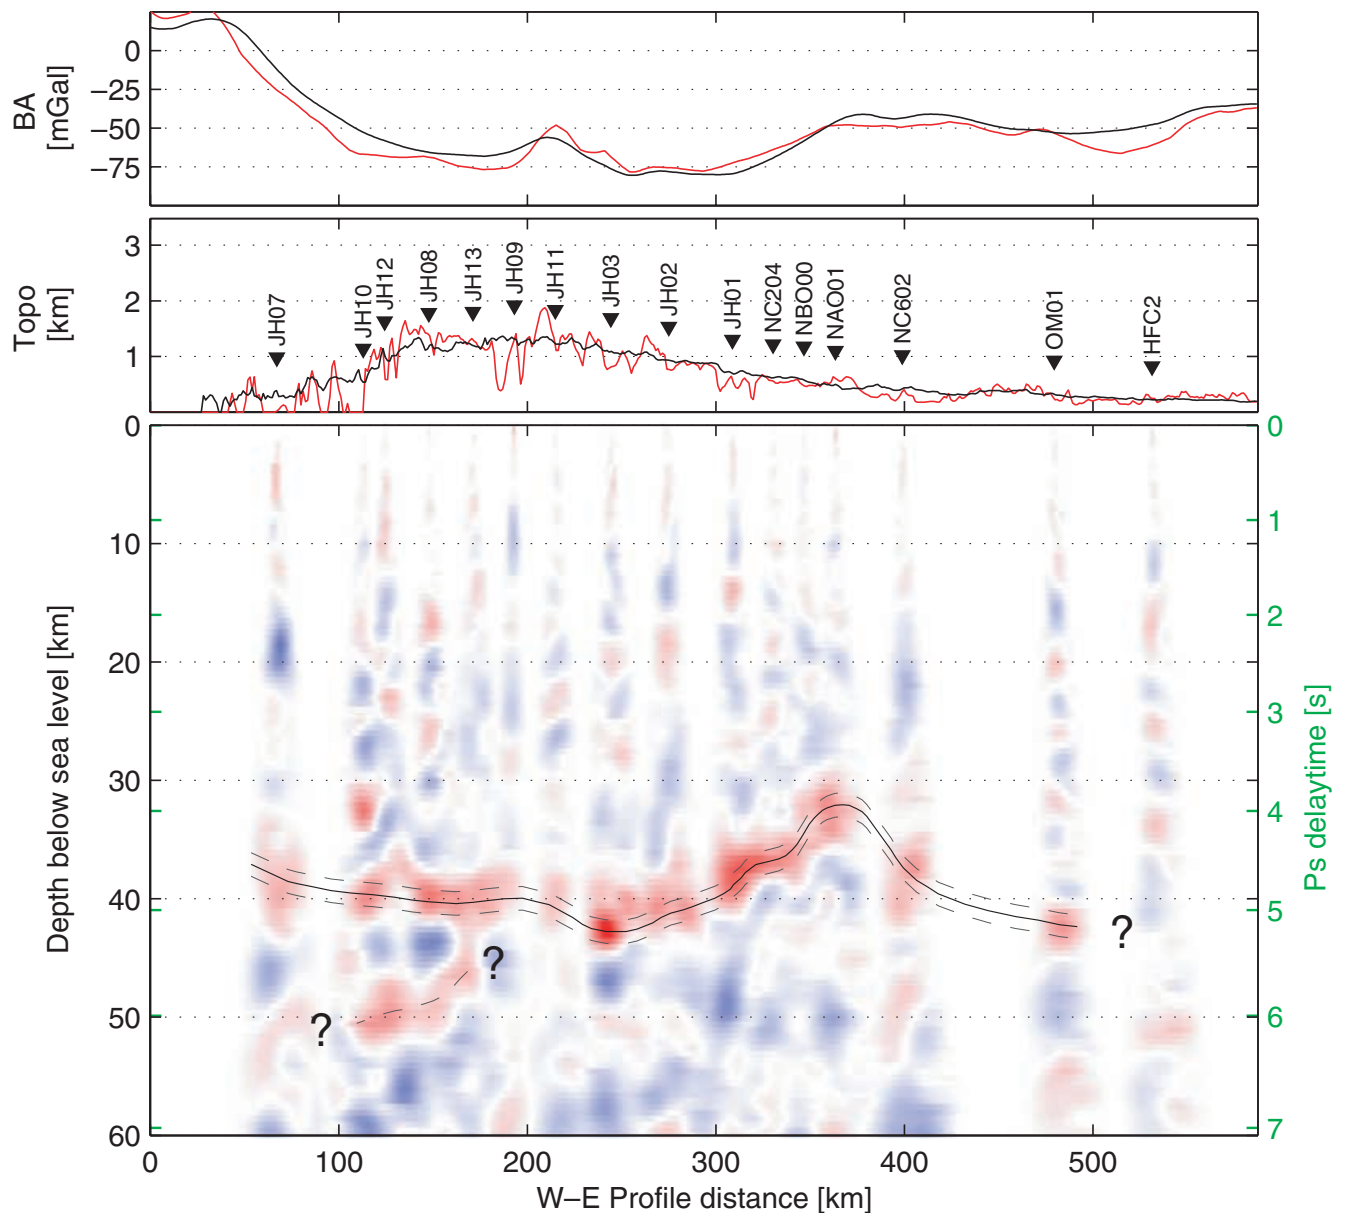 BA
[mGal]
0
−25
−50
−75
Topo
[km]
3
2
1
JH07
JH10
JH12
JH08
JH13
JH09
JH11
JH03
JH02
JH01
NC204
NBO00
NAO01
NC602
OM01
HFC2
Depth below sea level [km]
0
10
20
30
40
50
60
Ps delaytime [s]
0
1
2
3
4
5
6
7
?
?
?
0
100
200
300
400
500
W–E Profile distance [km]